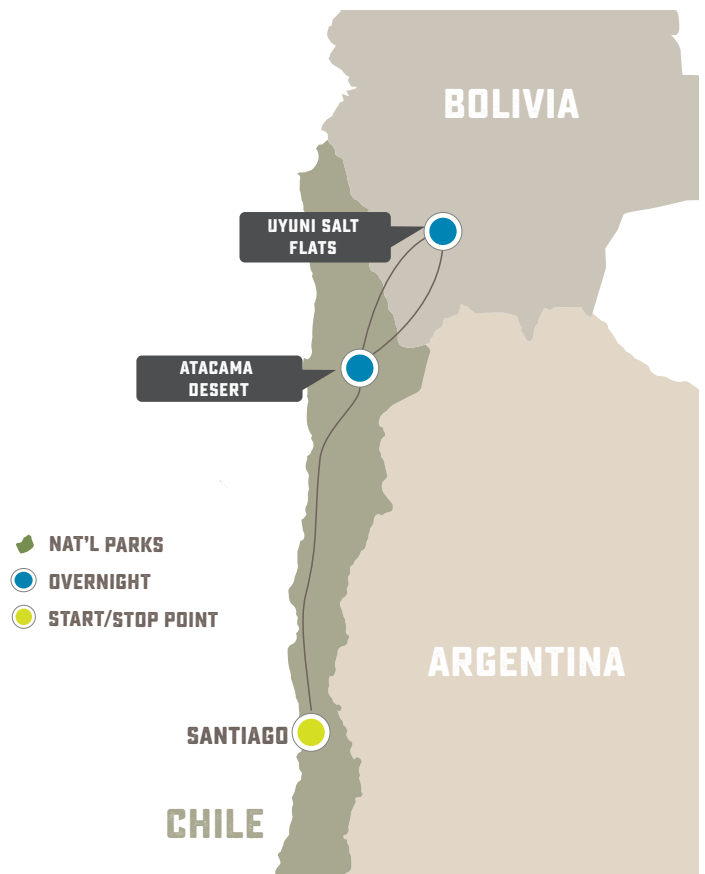 BOLIVIA
UYUNI SALT
FLATS
ATACAMA
DESERT
NAT'L PARKS
OVERNIGHT
START/STOP POINT
ARGENTINA
SANTIAGO
CHILE